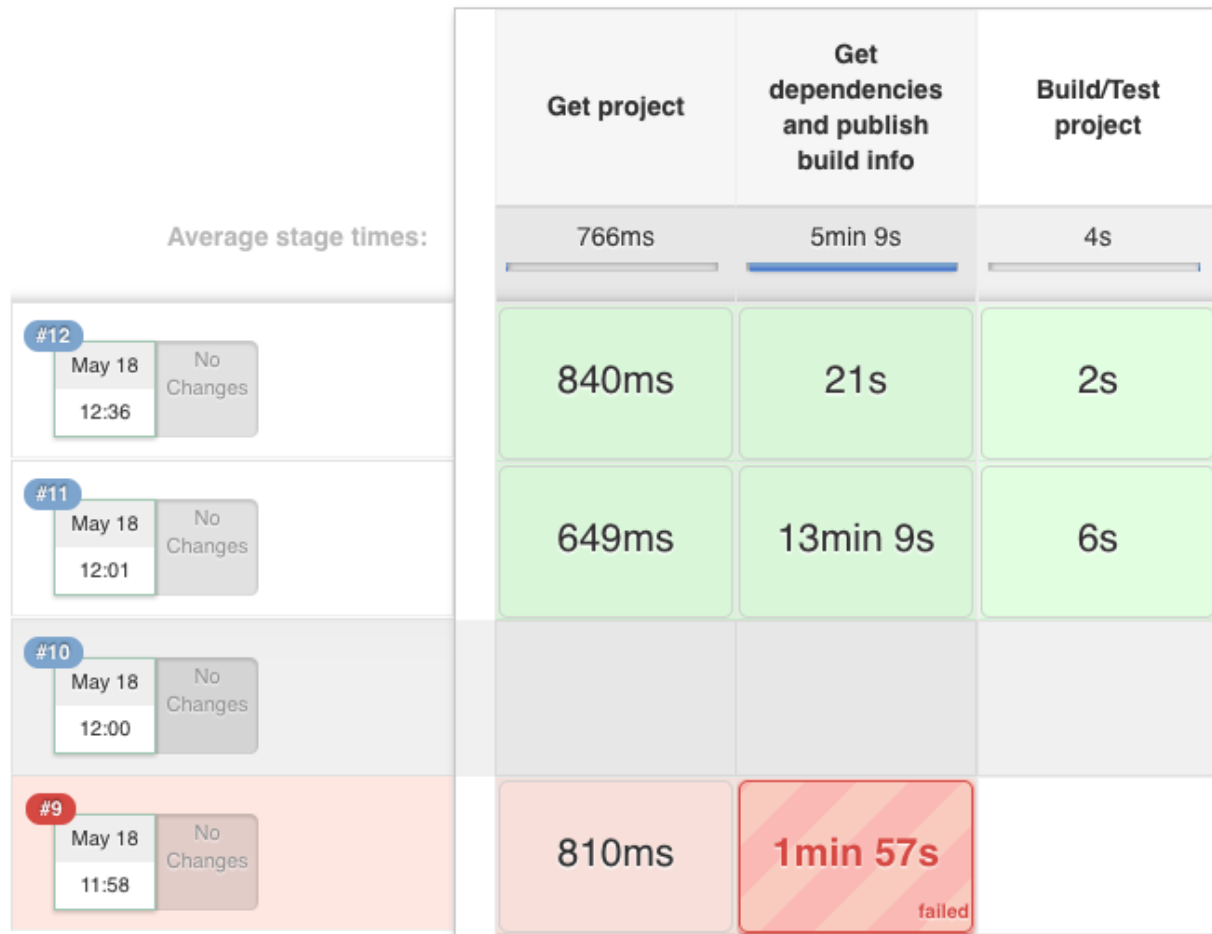 Get project
Get
dependencies
and publish
build info
Build/Test
project
Average stage times:
766ms
5min 9s
4s
#12
May 18
12:36
No
Changes
840ms
21s
2s
#11
May 18
12:01
No
Changes
649ms
13min 9s
6s
#10
May 18
12:00
No
Changes
#9
May 18
11:58
No
Changes
810ms
1min 57s
failed